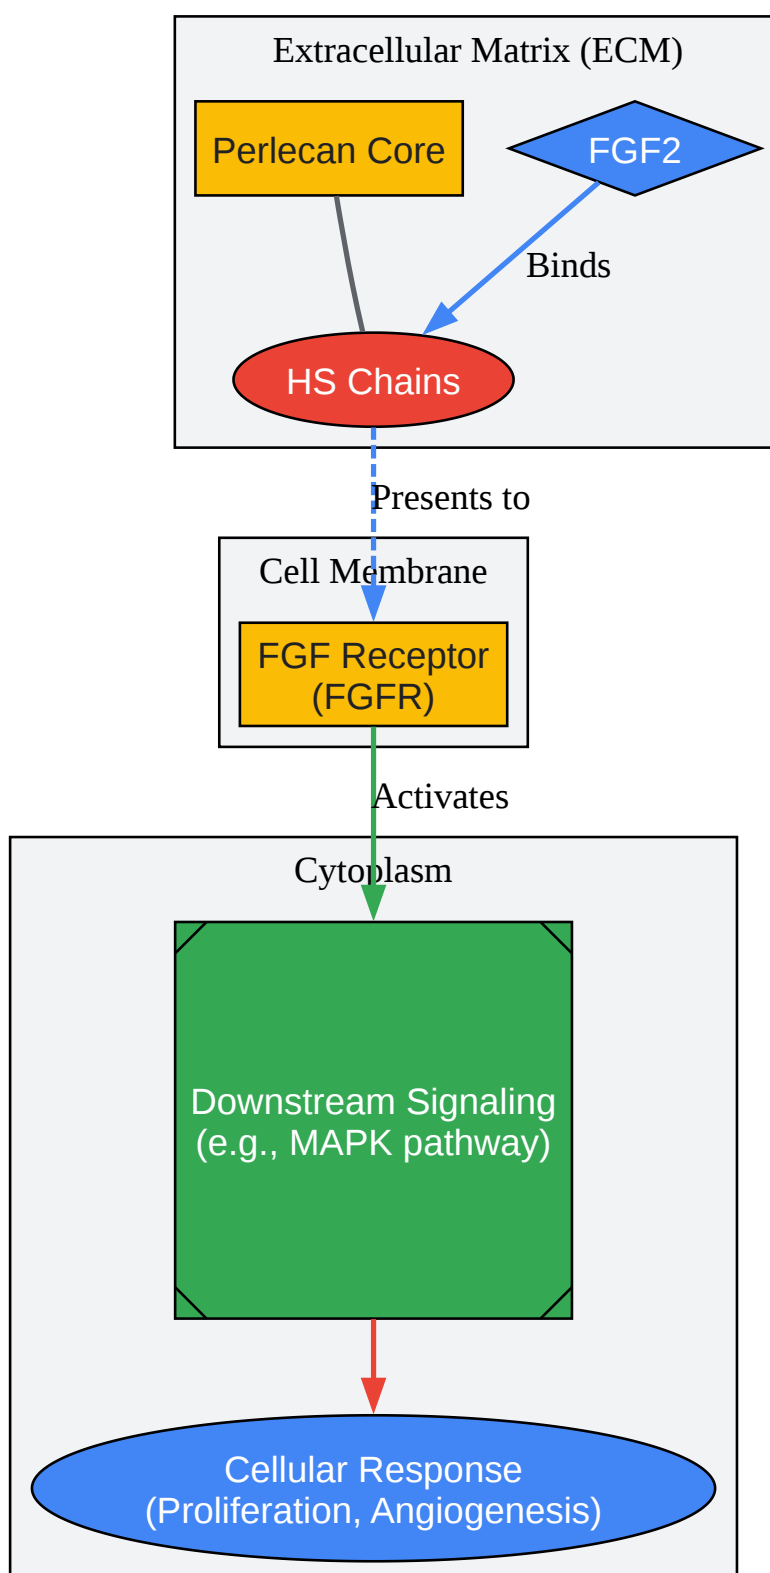 Extracellular Matrix (ECM)
Perlecan Core
FGF2
Binds
HS Chains
Presents to
Cell Membrane
FGF Receptor
(FGFR)
Activates
Cytoplasm
Downstream Signaling
(e.g., MAPK pathway)
Cellular Response
(Proliferation, Angiogenesis)